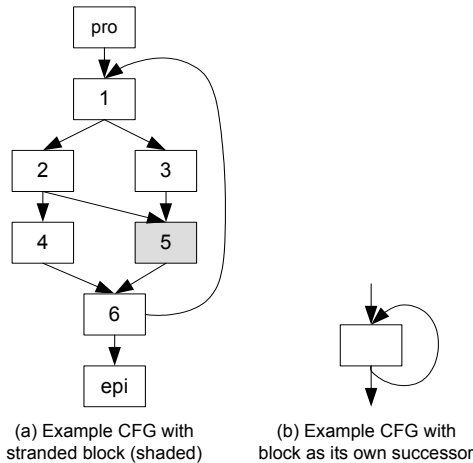 pro
1
2
3
4
5
6
epi
(a) Example CFG with
stranded block (shaded)
(b) Example CFG with
block as its own successor